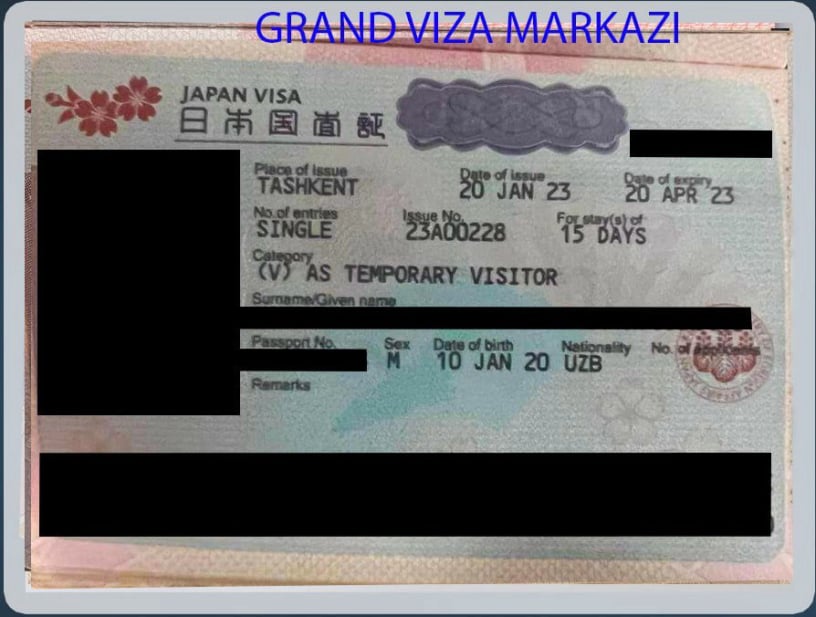 GRAND VIZA MARKAZI
JAPAN VISA
日本国査証
Place of issue Date of issue Date of expiry
TASHKENT 20 JAN 23 20 APR 23
No.of entries Issue No. For stay(s) of
SINGLE 23A00228 15 DAYS
Category
(V) AS TEMPORARY VISITOR
Surname/Given name
Passport No. Sex Date of birth Nationality No. of applicants
M 10 JAN 20 UZB
Remarks